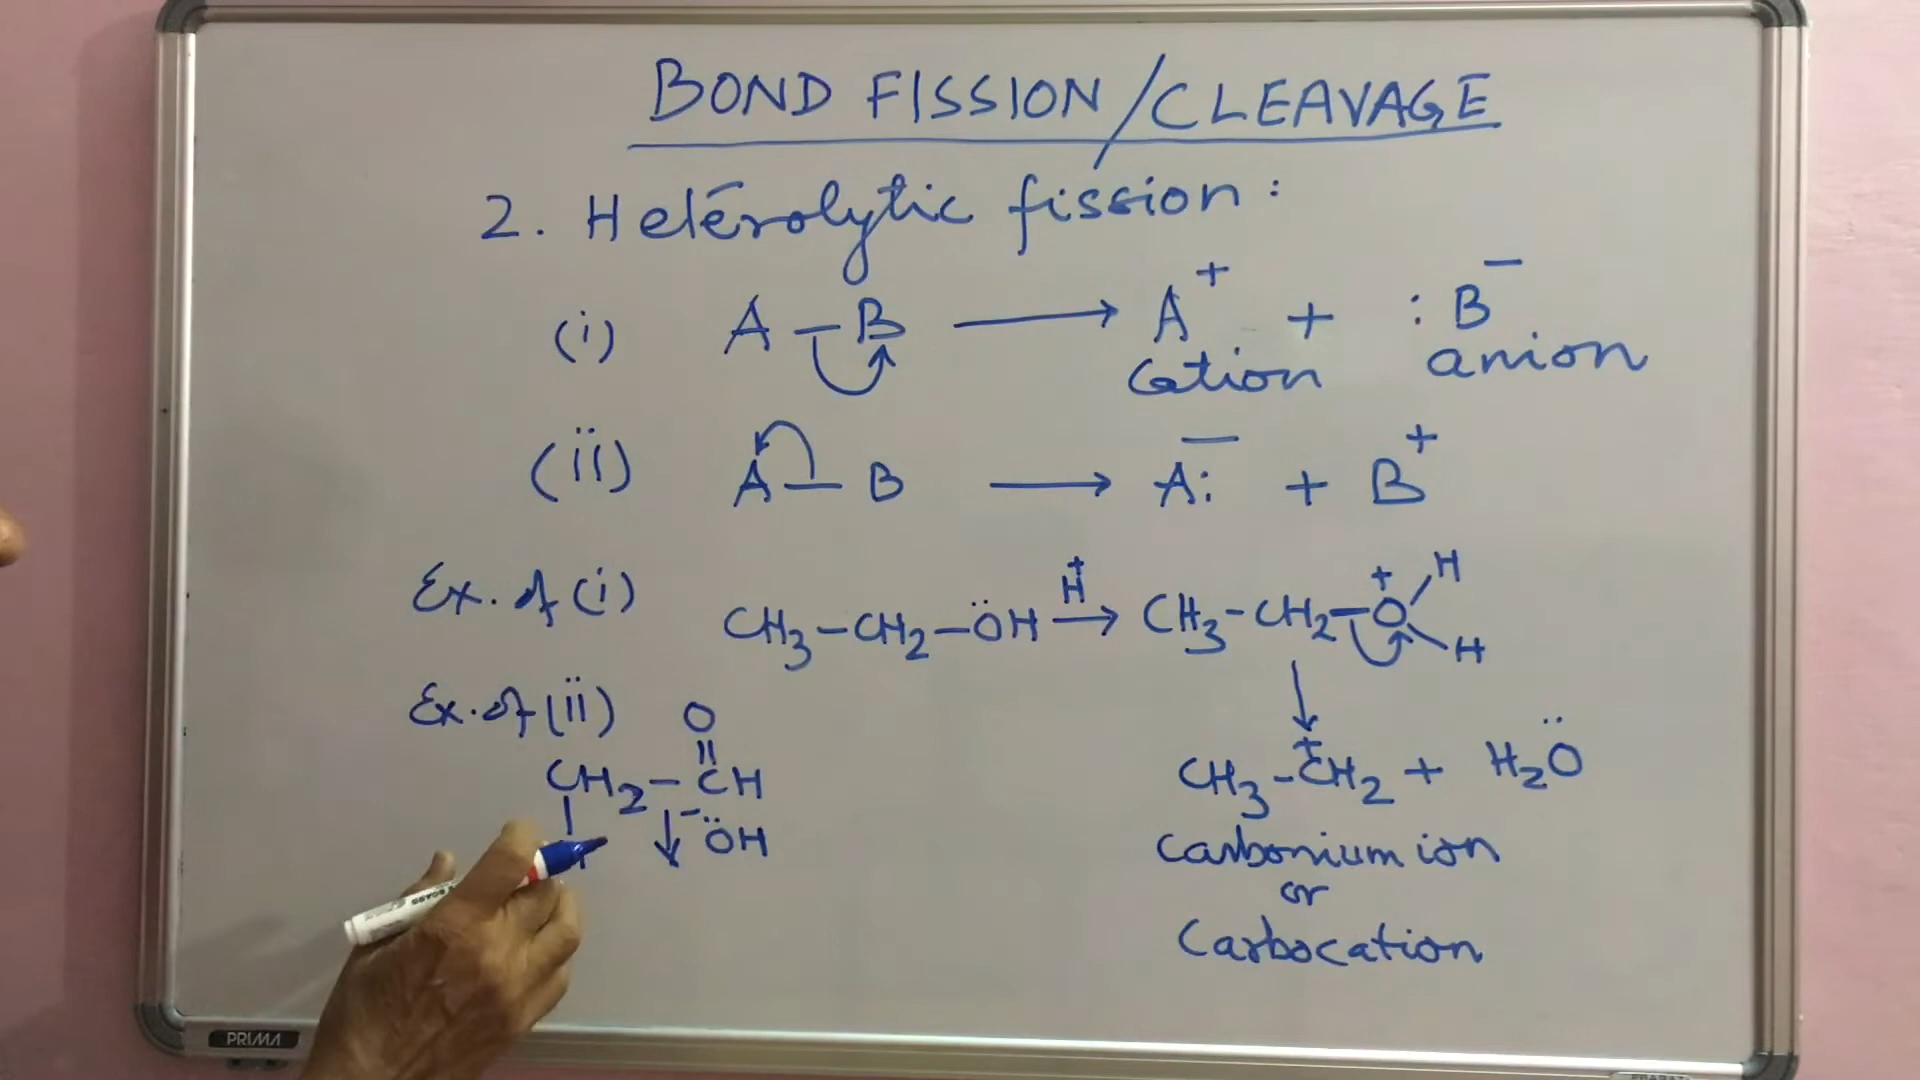 BOND FISSION/CLEAVAGE
2. Heterolytic fission:
(i) A – B ⟶ A⁺ + :B⁻
Cation anion
(ii) A – B ⟶ A:⁻ + B⁺
Ex. of (i) CH₃–CH₂–ÖH –H⁺→ CH₃–CH₂–O⁺
H
H
↓
CH₃–C⁺H₂ + H₂Ö
Carbonium ion
or
Carbocation
Ex. of (ii)
O
||
CH₂–CH
|
↓ ⁻ÖH
PRIMA